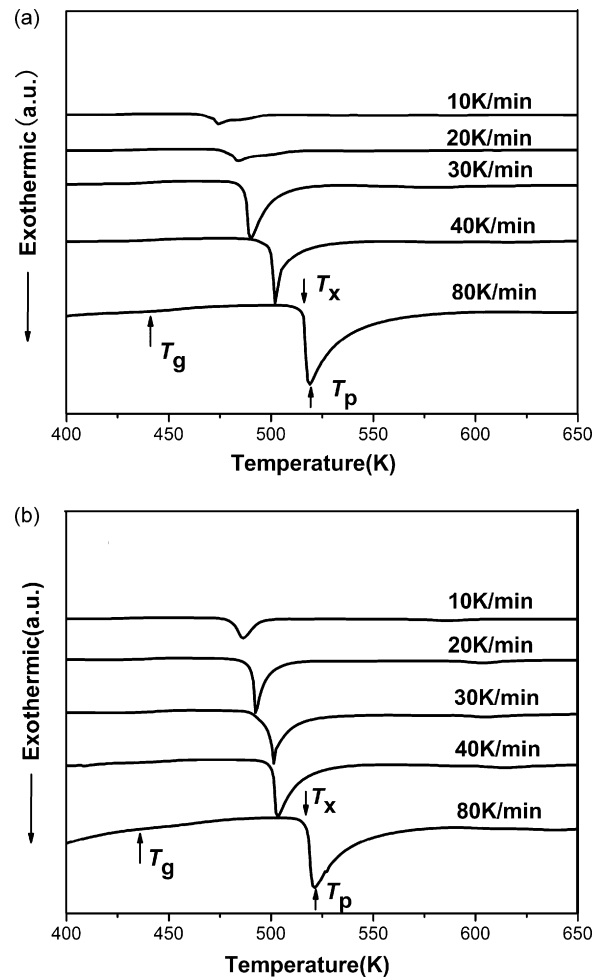 (a)
Exothermic (a.u.)
10K/min
20K/min
30K/min
40K/min
80K/min
Tx
Tg
Tp
400 450 500 550 600 650
Temperature(K)
(b)
Exothermic(a.u.)
10K/min
20K/min
30K/min
40K/min
80K/min
Tx
Tg
Tp
400 450 500 550 600 650
Temperature(K)